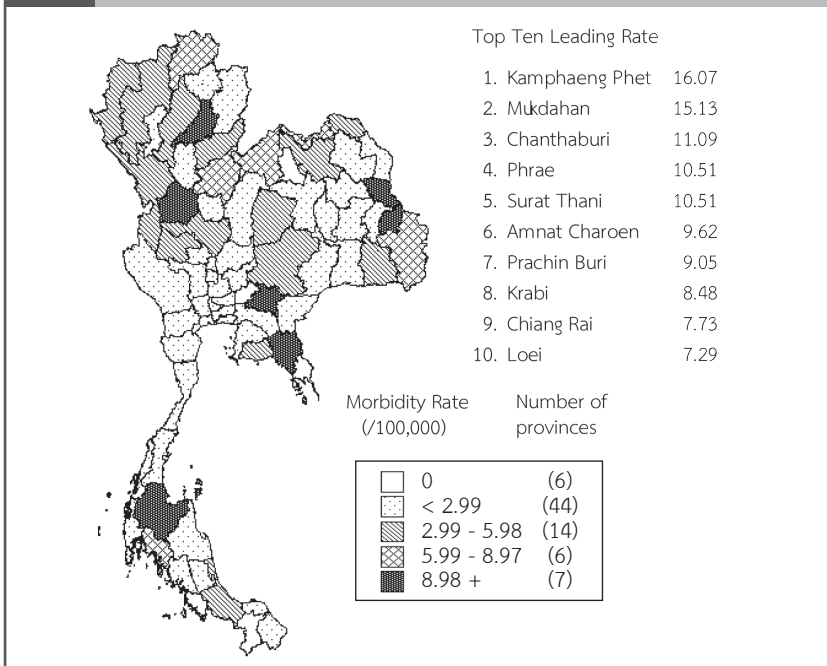 Top Ten Leading Rate
1. Kamphaeng Phet 16.07
2. Mukdahan 15.13
3. Chanthaburi 11.09
4. Phrae 10.51
5. Surat Thani 10.51
6. Amnat Charoen 9.62
7. Prachin Buri 9.05
8. Krabi 8.48
9. Chiang Rai 7.73
10. Loei 7.29
Morbidity Rate Number of
(/100,000) provinces
0 (6)
< 2.99 (44)
2.99 - 5.98 (14)
5.99 - 8.97 (6)
8.98 + (7)